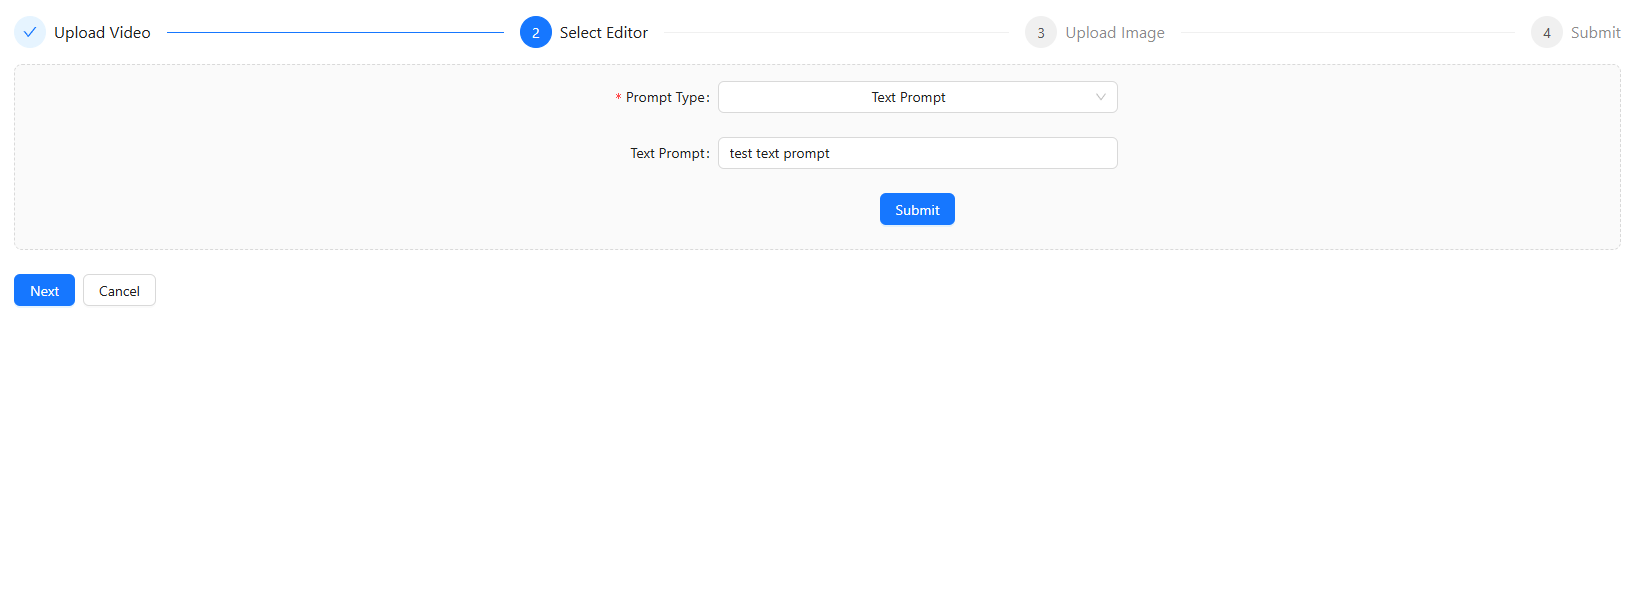 Upload Video
2 Select Editor
3 Upload Image
4 Submit
* Prompt Type: Text Prompt
Text Prompt: test text prompt
Submit
Next Cancel